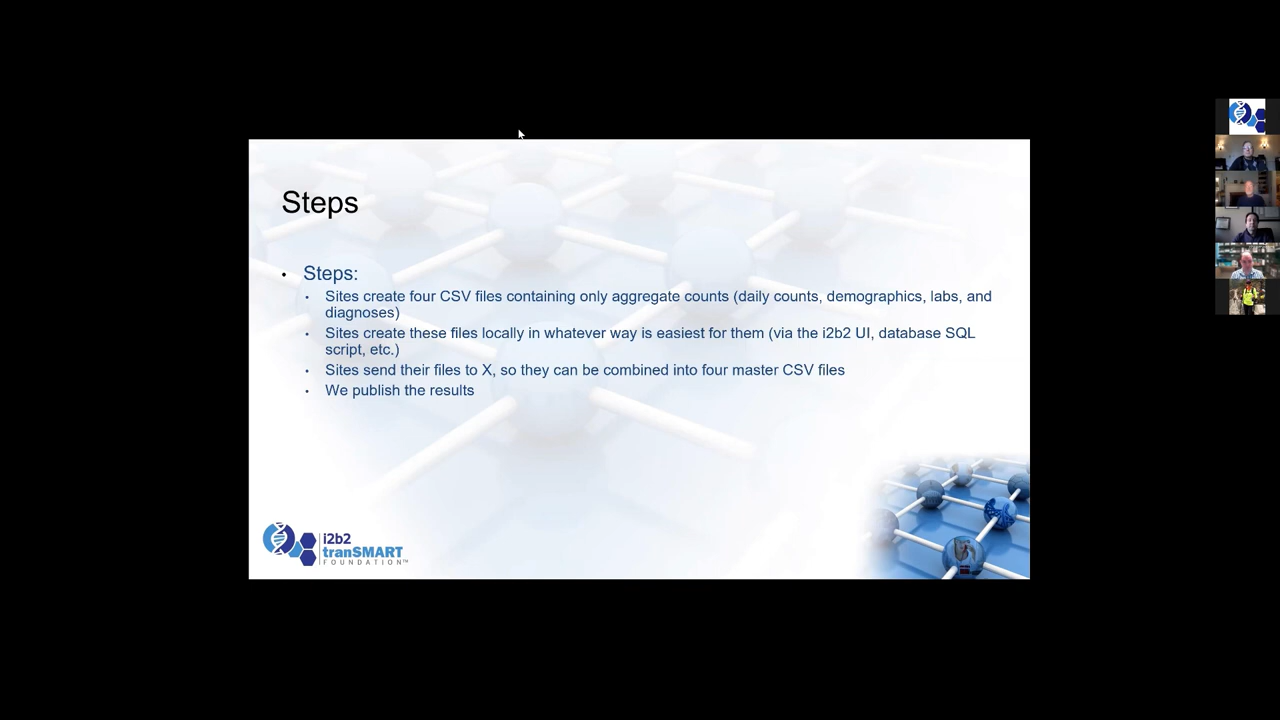 Steps
• Steps:
• Sites create four CSV files containing only aggregate counts (daily counts, demographics, labs, and
diagnoses)
• Sites create these files locally in whatever way is easiest for them (via the i2b2 UI, database SQL
script, etc.)
• Sites send their files to X, so they can be combined into four master CSV files
• We publish the results
i2b2
tranSMART
FOUNDATION™